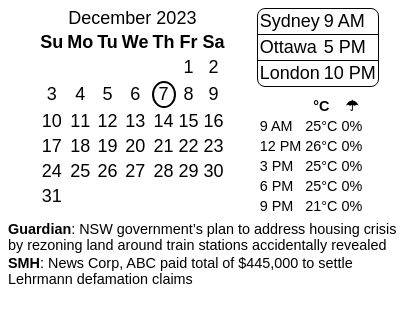 December 2023
Su Mo Tu We Th Fr Sa
1 2
3 4 5 6 7 8 9
10 11 12 13 14 15 16
17 18 19 20 21 22 23
24 25 26 27 28 29 30
31
Sydney 9 AM
Ottawa 5 PM
London 10 PM
°C ☂
9 AM 25°C 0%
12 PM 26°C 0%
3 PM 25°C 0%
6 PM 25°C 0%
9 PM 21°C 0%
Guardian: NSW government’s plan to address housing crisis
by rezoning land around train stations accidentally revealed
SMH: News Corp, ABC paid total of $445,000 to settle
Lehrmann defamation claims